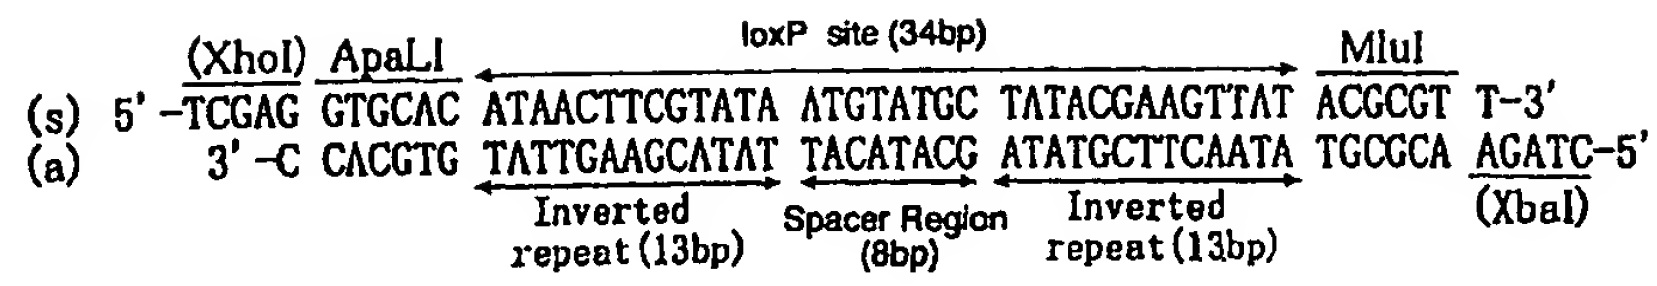 loxP site (34bp)
(XhoI) ApaLI MluI
(s) 5' -TCGAG GTGCAC ATAACTTCGTATA ATGTATGC TATACGAAGTTAT ACGCGT T-3'
(a) 3' -C CACGTG TATTGAAGCATAT TACATACG ATATGCTTCAATA TGCGCA AGATC-5'
Inverted repeat (13bp)
Spacer Region (8bp)
Inverted repeat (13bp)
(XbaI)